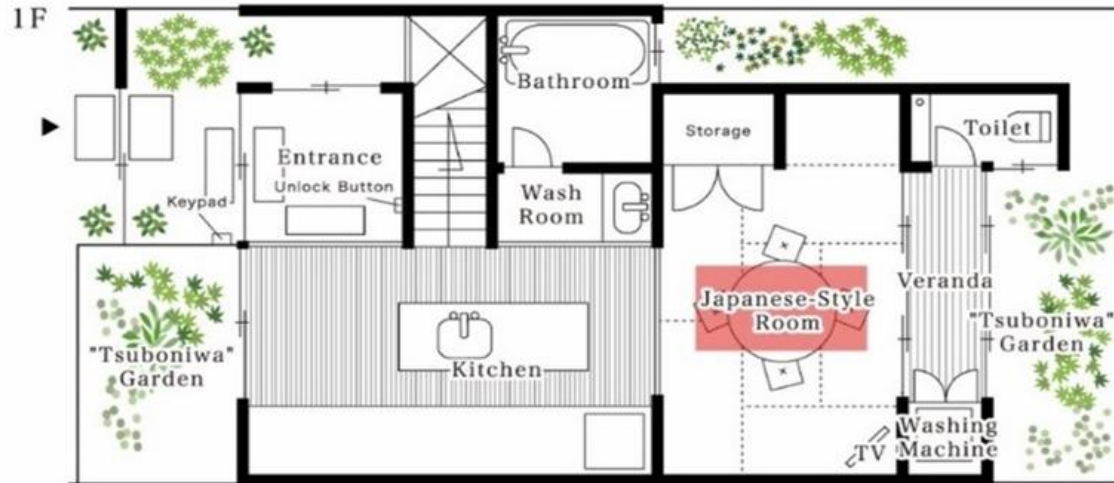 1F
Bathroom
Storage
Toilet
Entrance
Unlock Button
Keypad
Wash
Room
Veranda
Japanese-Style
Room
"Tsuboniwa"
Garden
"Tsuboniwa"
Garden
Kitchen
TV
Washing
Machine